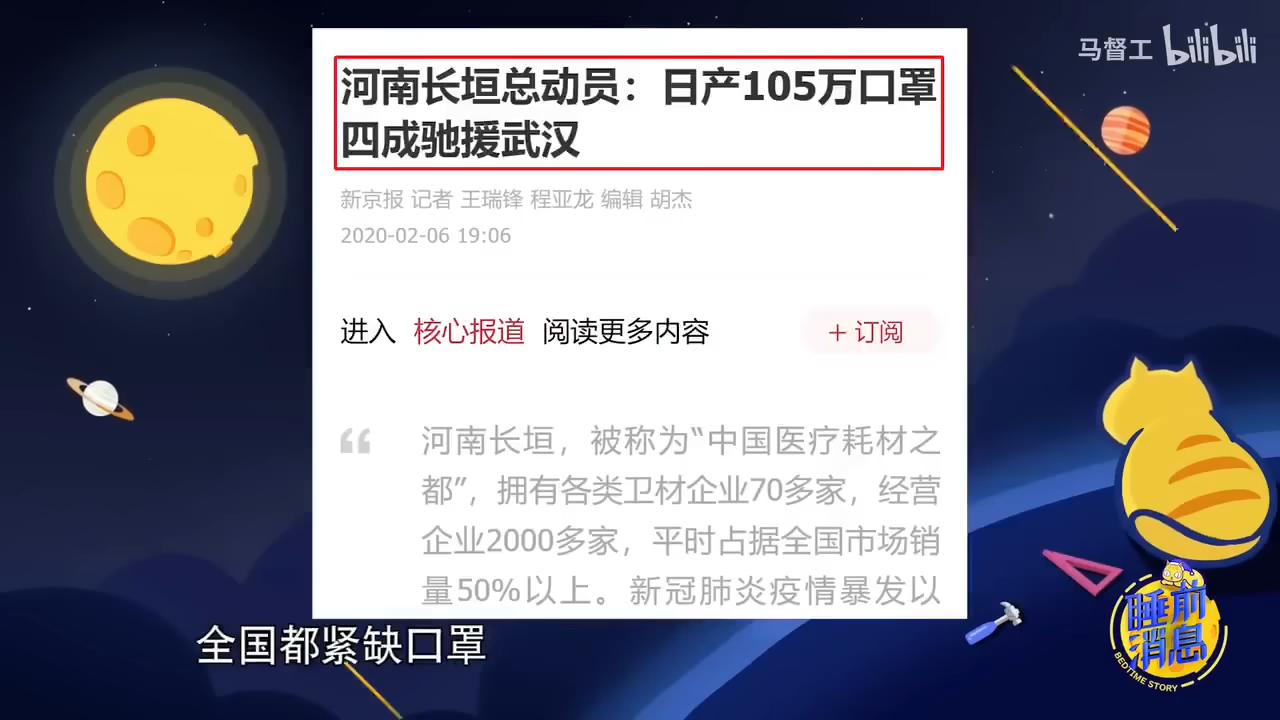 马督工 bilibili
河南长垣总动员：日产105万口罩
四成驰援武汉
新京报 记者 王瑞锋 程亚龙 编辑 胡杰
2020-02-06 19:06
进入 核心报道 阅读更多内容
+ 订阅
“ 河南长垣，被称为“中国医疗耗材之
都”，拥有各类卫材企业70多家，经营
企业2000多家，平时占据全国市场销
量50%以上。新冠肺炎疫情暴发以
全国都紧缺口罩
睡前
消息
BEDTIME STORY